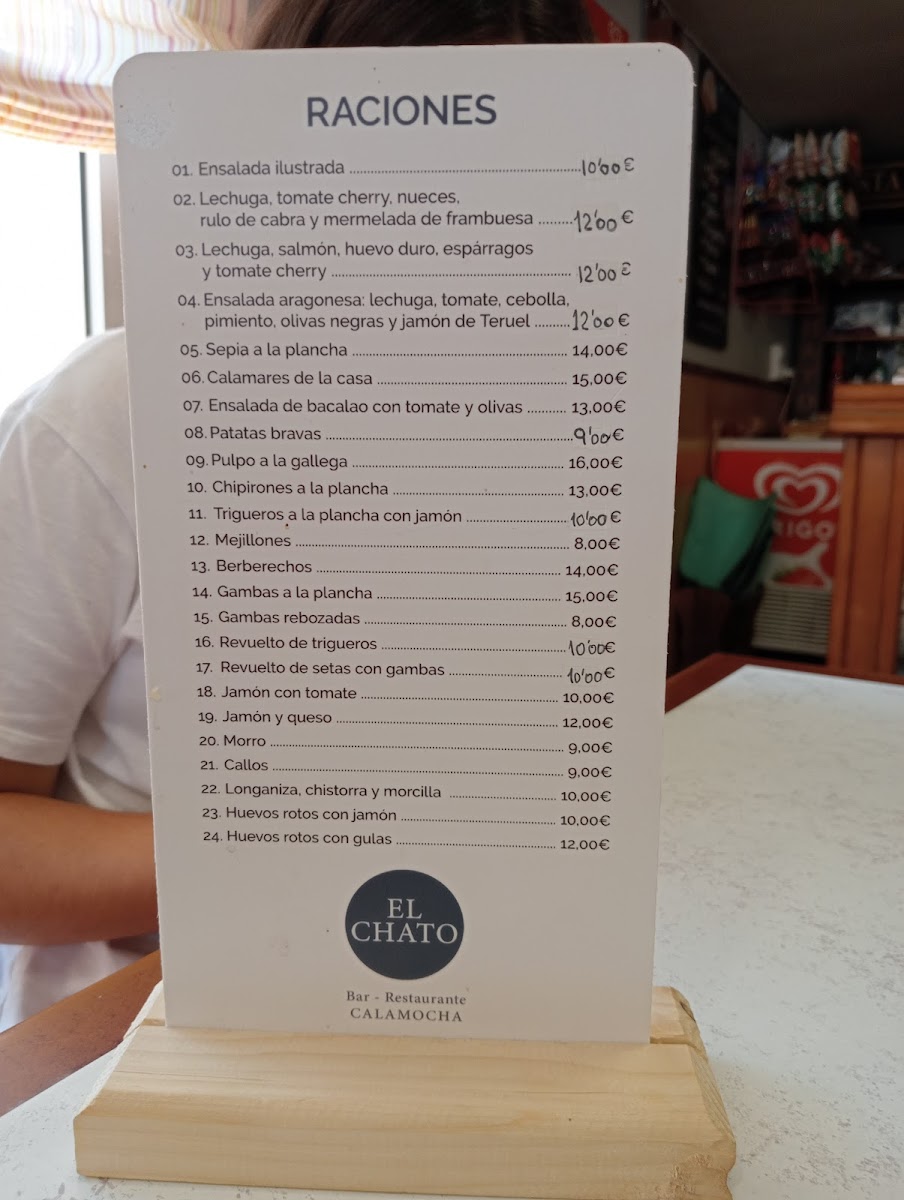 RACIONES
01. Ensalada ilustrada ........ 10'00€
02. Lechuga, tomate cherry, nueces,
rulo de cabra y mermelada de frambuesa ........ 12'00€
03. Lechuga, salmón, huevo duro, espárragos
y tomate cherry ........ 12'00€
04. Ensalada aragonesa: lechuga, tomate, cebolla,
pimiento, olivas negras y jamón de Teruel ........ 12'00€
05. Sepia a la plancha ........ 14,00€
06. Calamares de la casa ........ 15,00€
07. Ensalada de bacalao con tomate y olivas ........ 13,00€
08. Patatas bravas ........ 9'00€
09. Pulpo a la gallega ........ 16,00€
10. Chipirones a la plancha ........ 13,00€
11. Trigueros a la plancha con jamón ........ 10'00€
12. Mejillones ........ 8,00€
13. Berberechos ........ 14,00€
14. Gambas a la plancha ........ 15,00€
15. Gambas rebozadas ........ 8,00€
16. Revuelto de trigueros ........ 10'00€
17. Revuelto de setas con gambas ........ 10'00€
18. Jamón con tomate ........ 10,00€
19. Jamón y queso ........ 12,00€
20. Morro ........ 9,00€
21. Callos ........ 9,00€
22. Longaniza, chistorra y morcilla ........ 10,00€
23. Huevos rotos con jamón ........ 10,00€
24. Huevos rotos con gulas ........ 12,00€
EL
CHATO
Bar - Restaurante
CALAMOCHA